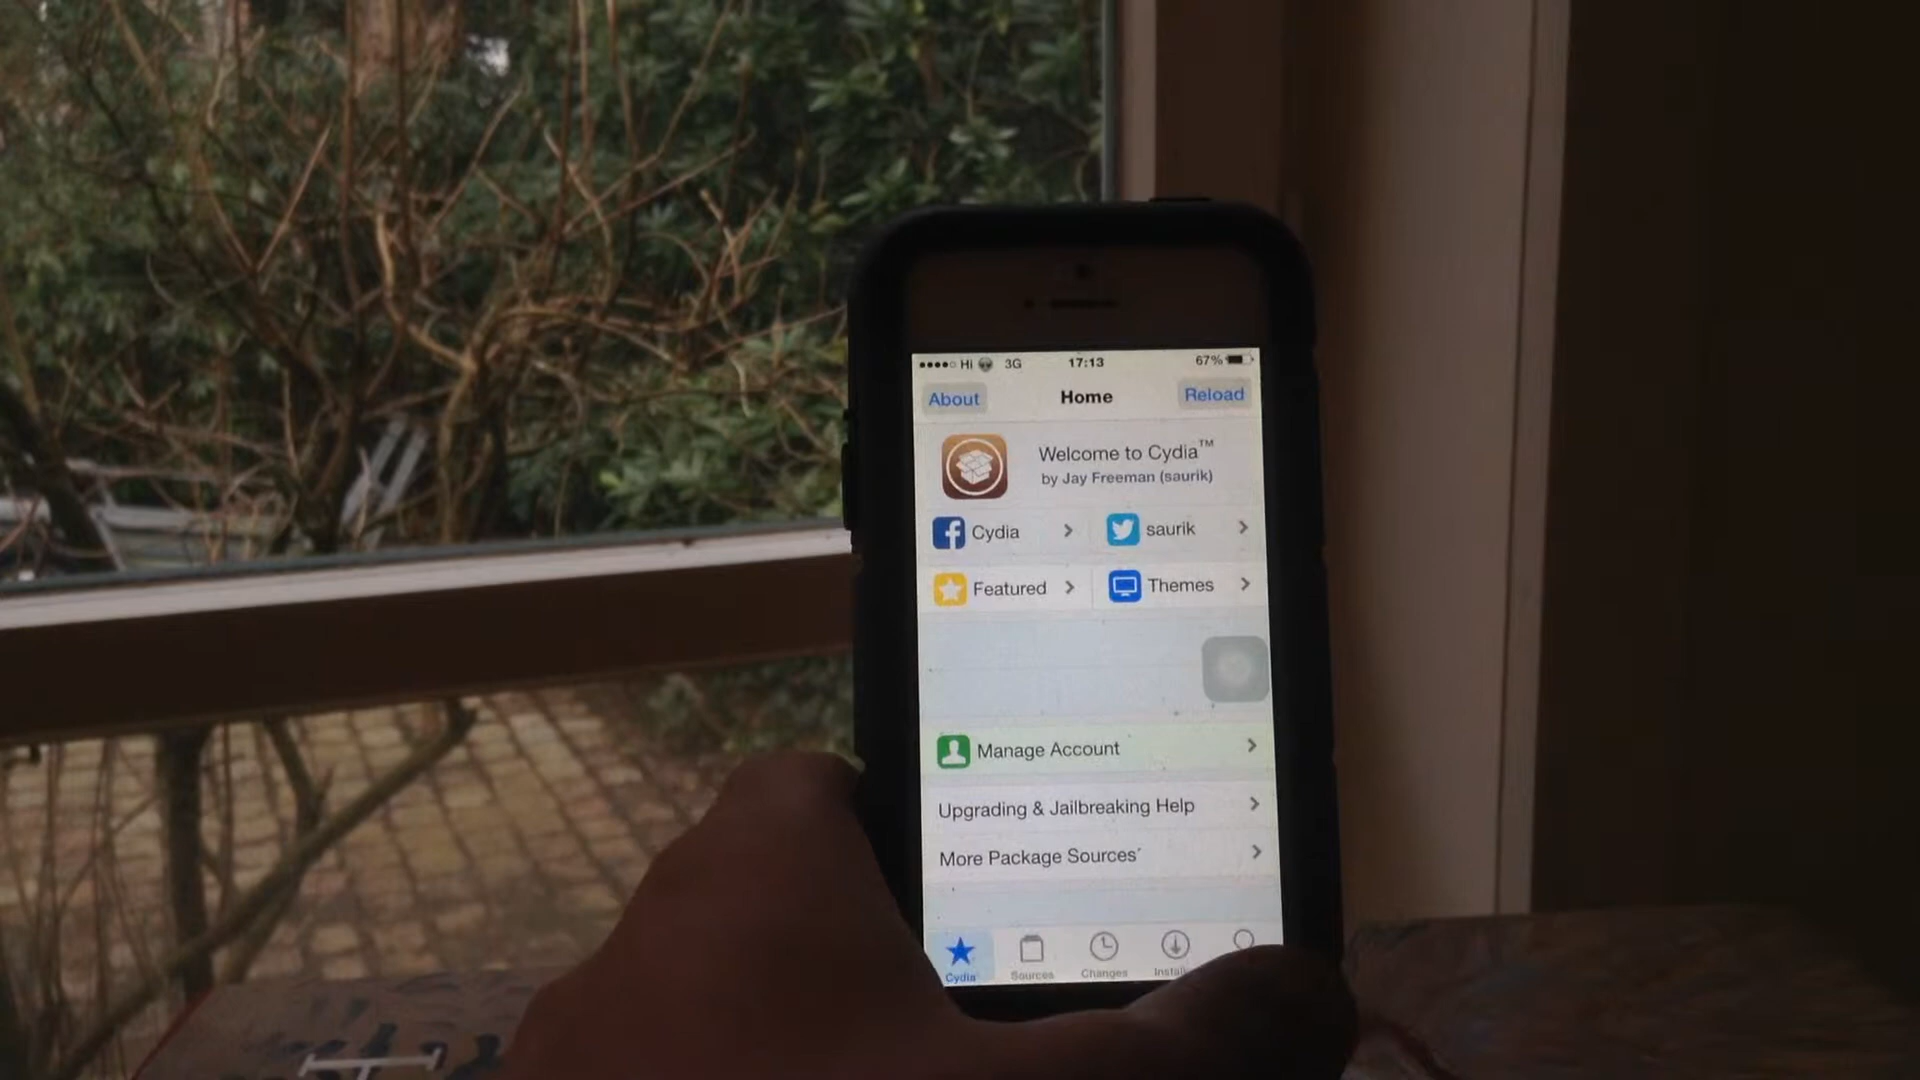 Hi 3G 17:13 67%
About Home Reload
Welcome to Cydia™
by Jay Freeman (saurik)
Cydia saurik
Featured Themes
Manage Account
Upgrading & Jailbreaking Help
More Package Sources
Cydia Sources Changes Install